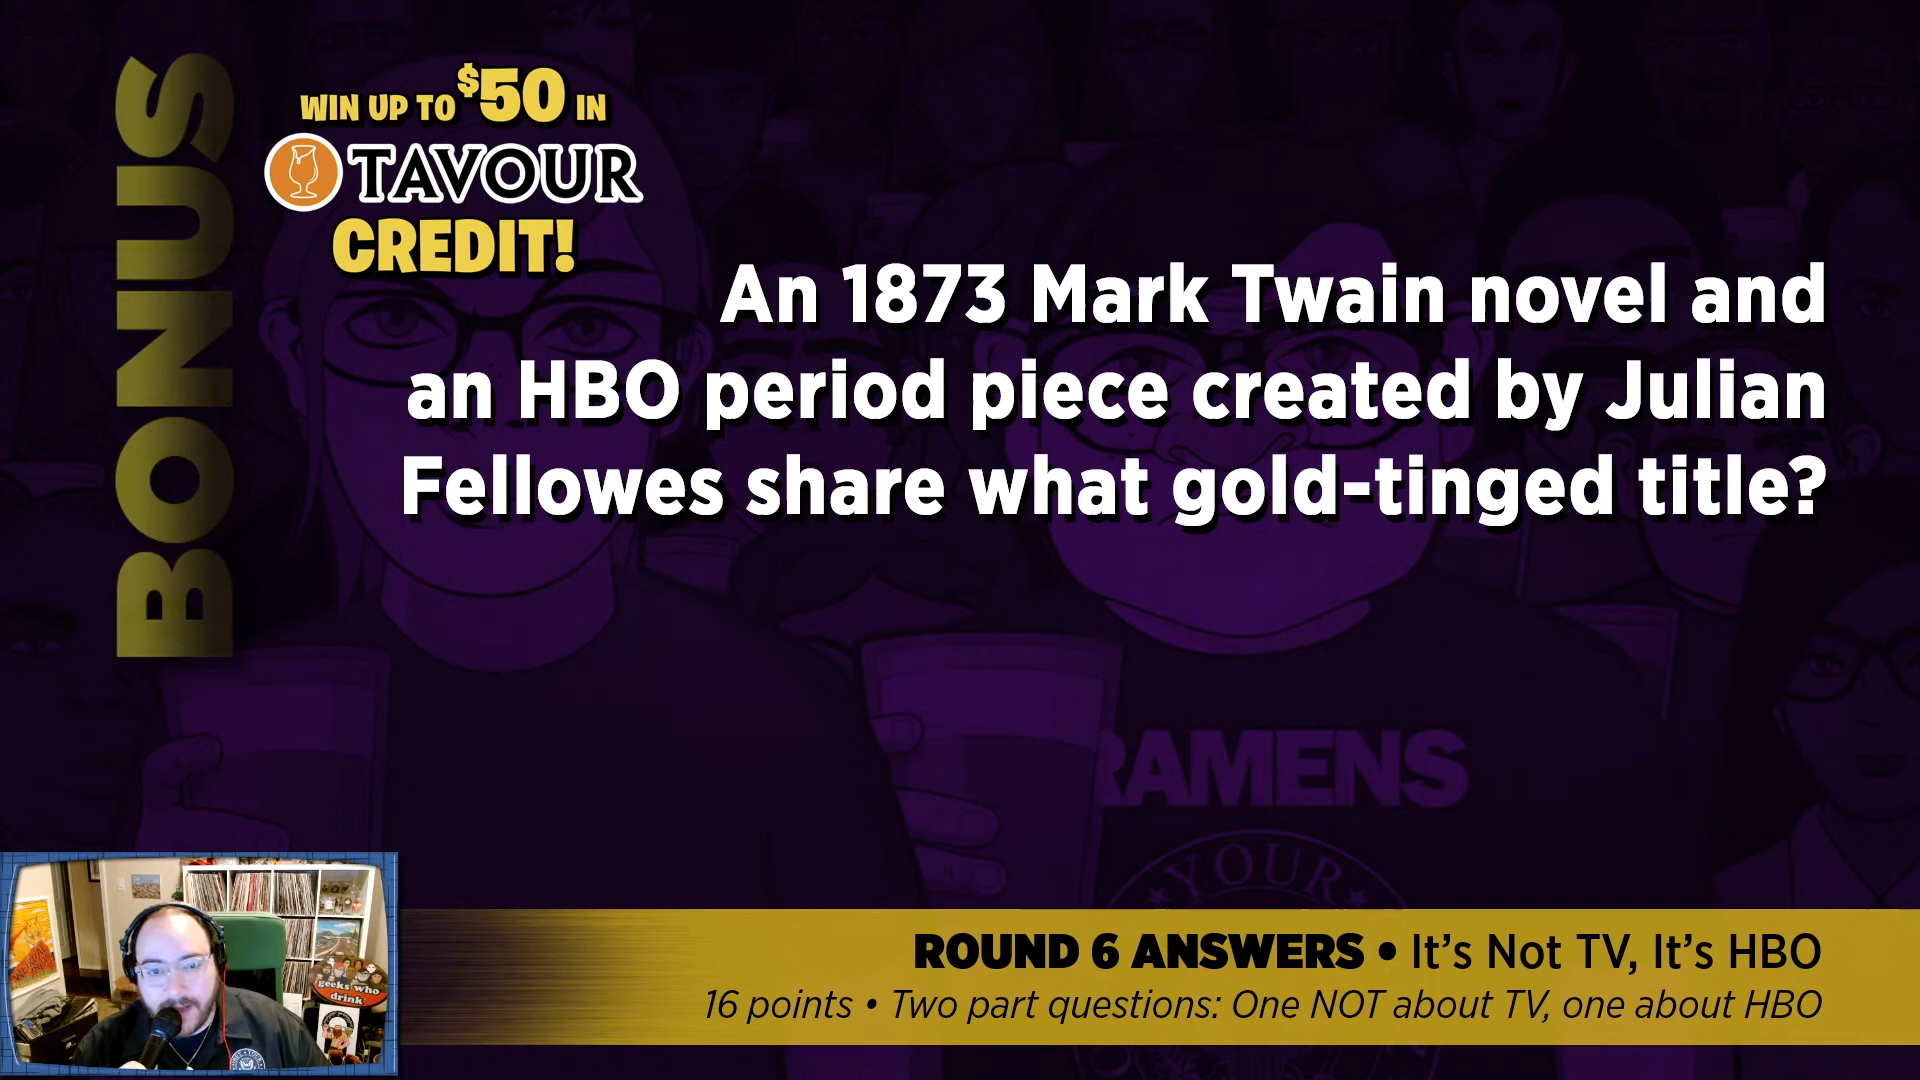 BONUS
WIN UP TO $50 IN
TAVOUR
CREDIT!
An 1873 Mark Twain novel and
an HBO period piece created by Julian
Fellowes share what gold-tinged title?
RAMENS
YOUR
ROUND 6 ANSWERS • It's Not TV, It's HBO
16 points • Two part questions: One NOT about TV, one about HBO
geeks who
drink